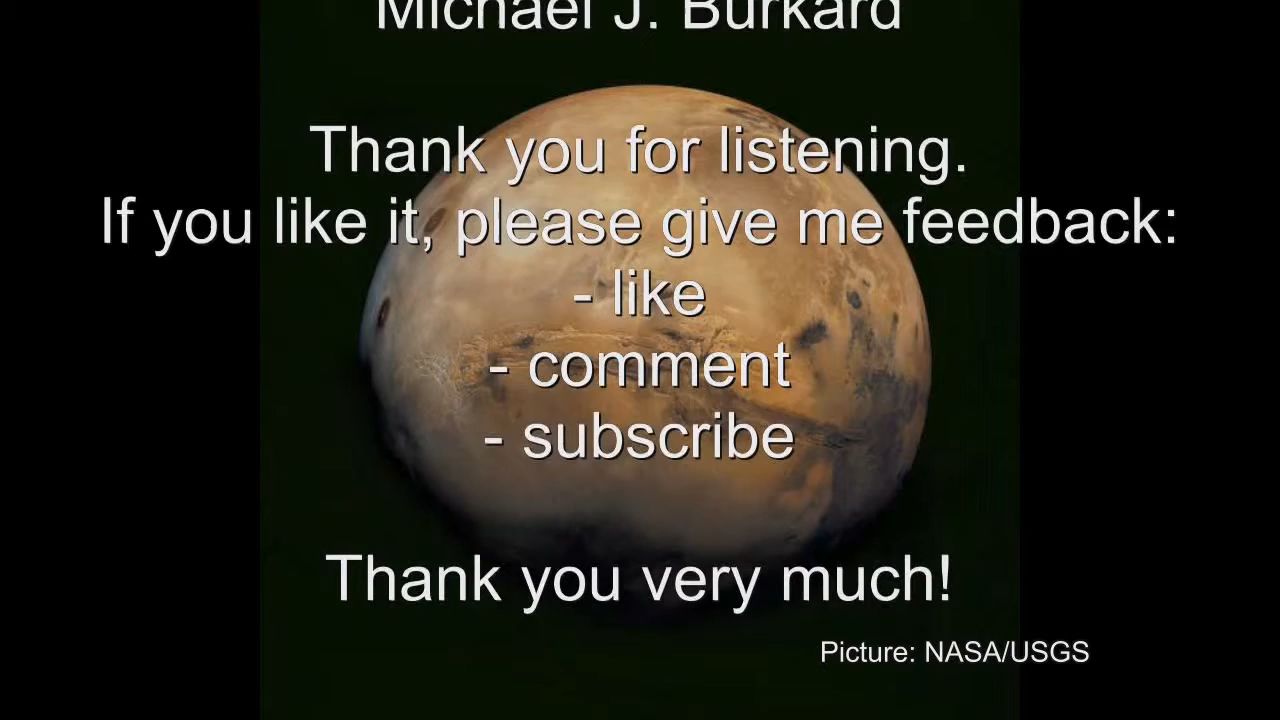 Michael J. Burkard
Thank you for listening.
If you like it, please give me feedback:
- like
- comment
- subscribe
Thank you very much!
Picture: NASA/USGS